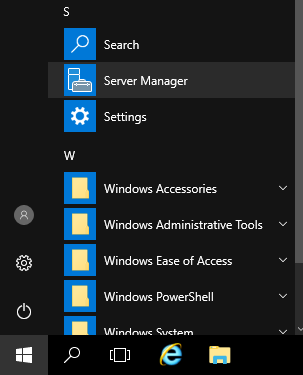 S
Search
Server Manager
Settings
W
Windows Accessories
Windows Administrative Tools
Windows Ease of Access
Windows PowerShell
Windows System